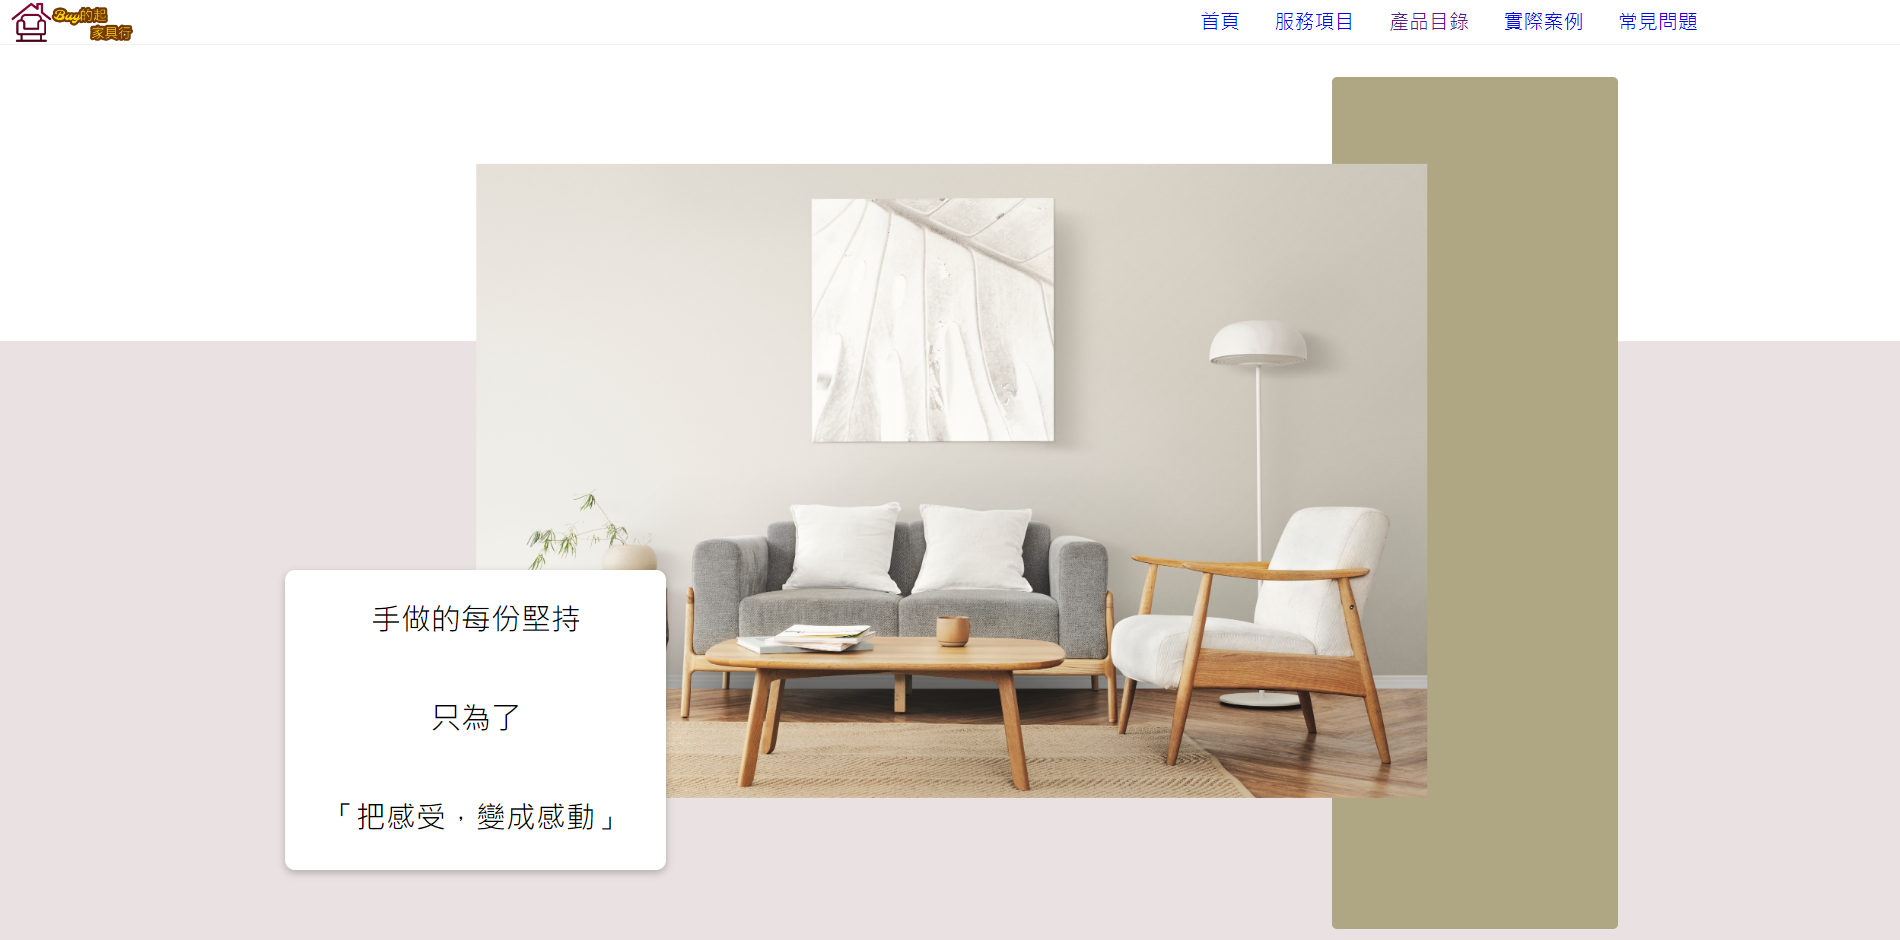 Buy的起
家具行
首頁 服務項目 產品目錄 實際案例 常見問題
手做的每份堅持
只為了
「把感受，變成感動」